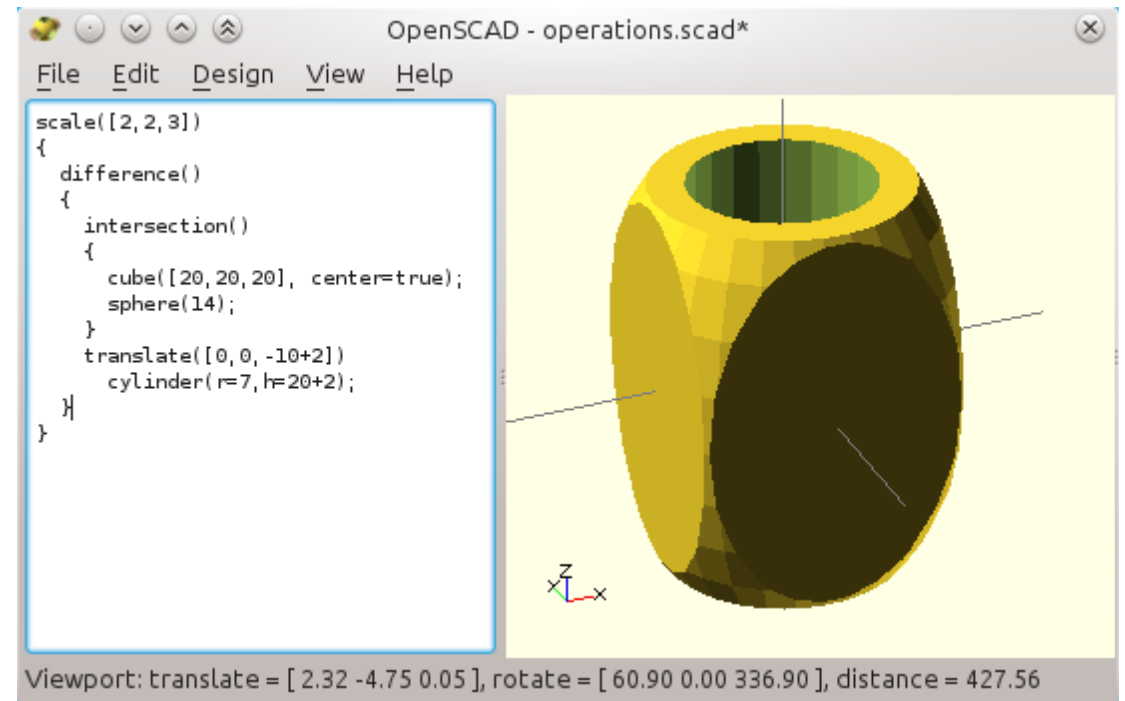 OpenSCAD - operations.scad*
File Edit Design View Help
scale([2,2,3])
{
  difference()
  {
    intersection()
    {
      cube([20,20,20], center=true);
      sphere(14);
    }
    translate([0,0,-10+2])
      cylinder(r=7,h=20+2);
  }
}
Z
Y
X
Viewport: translate = [ 2.32 -4.75 0.05 ], rotate = [ 60.90 0.00 336.90 ], distance = 427.56